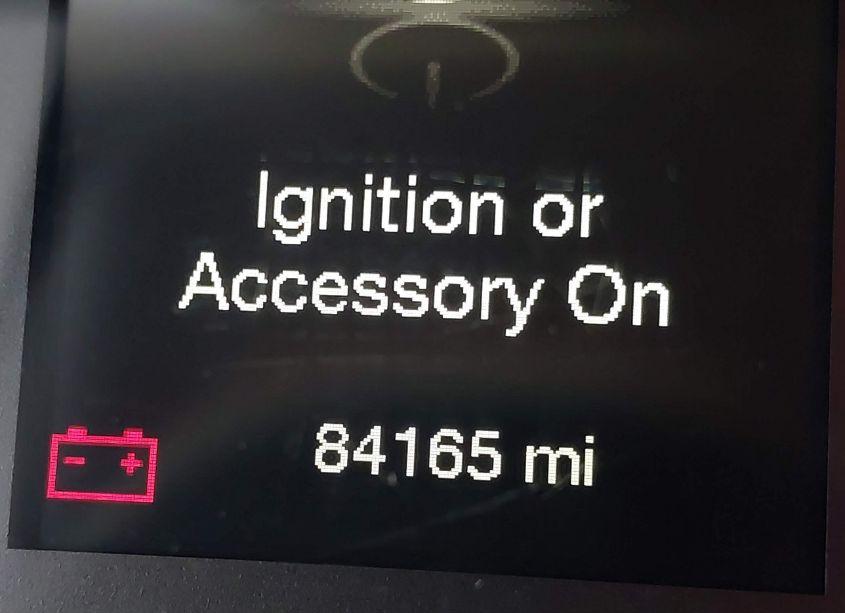 Ignition or
Accessory On
84165 mi